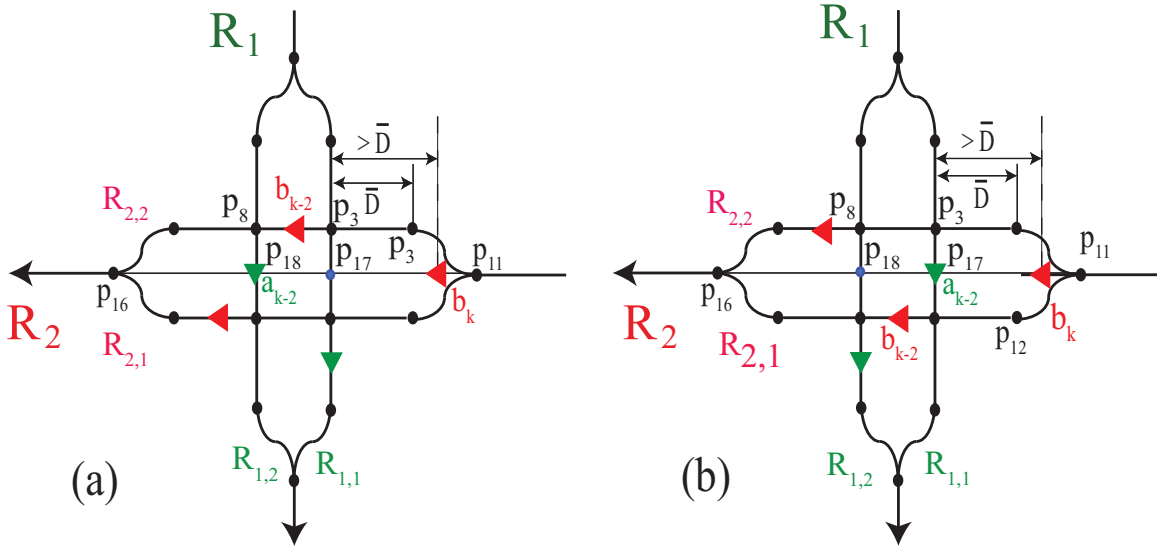 R1
> D̄
D̄
R2,2
p8
bk-2
p3
p3
p18
p17
p11
ak-2
p16
bk
R2
R2,1
R1,2
R1,1
(a)
R1
> D̄
D̄
R2,2
p8
p3
p18
p17
p11
ak-2
p16
bk-2
bk
R2
R2,1
p12
R1,2
R1,1
(b)